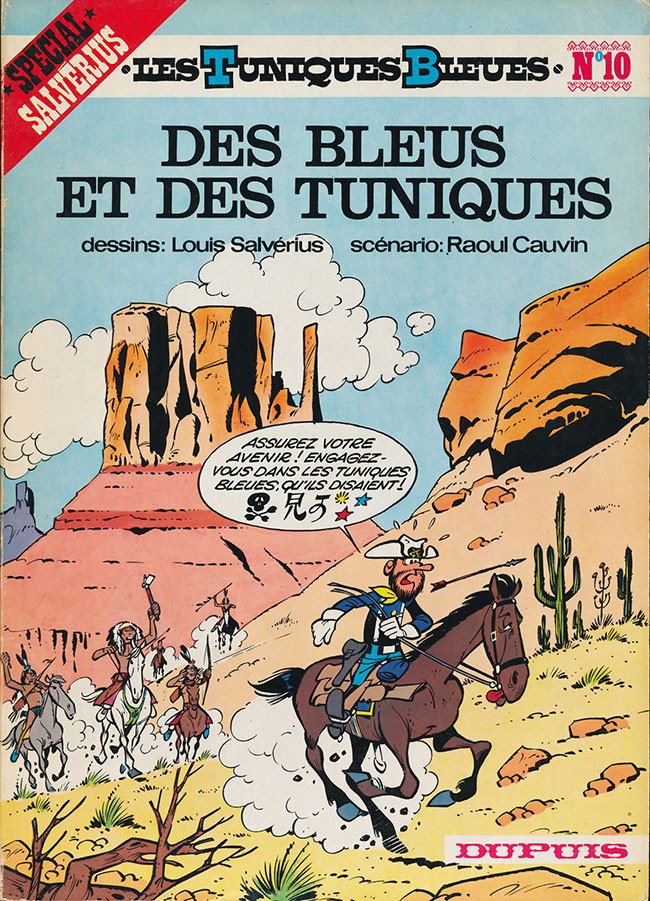 SPECIAL
SALVÉRIUS
LES TUNIQUES BLEUES
N°10
DES BLEUS
ET DES TUNIQUES
dessins: Louis Salvérius scénario: Raoul Cauvin
ASSUREZ VOTRE
AVENIR! ENGAGEZ-
VOUS DANS LES TUNIQUES
BLEUES, QU'ILS DISAIENT!
DUPUIS